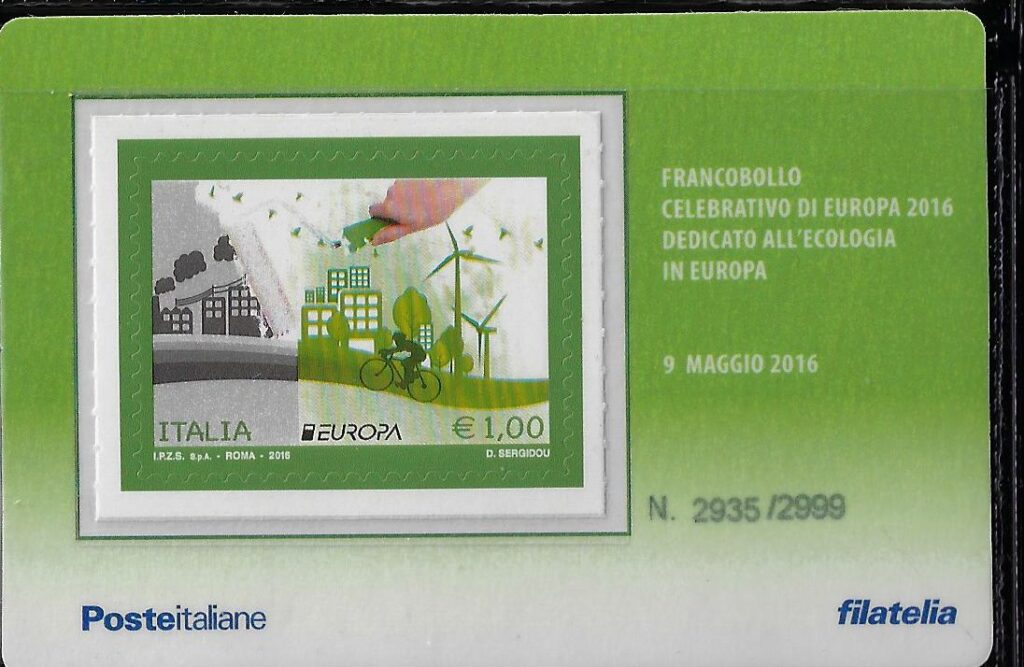 FRANCOBOLLO
CELEBRATIVO DI EUROPA 2016
DEDICATO ALL'ECOLOGIA
IN EUROPA
9 MAGGIO 2016
ITALIA
EUROPA
€ 1,00
I.P.Z.S. S.p.A. - ROMA - 2016
D. SERGIDOU
N. 2935/2999
Posteitaliane
filatelia